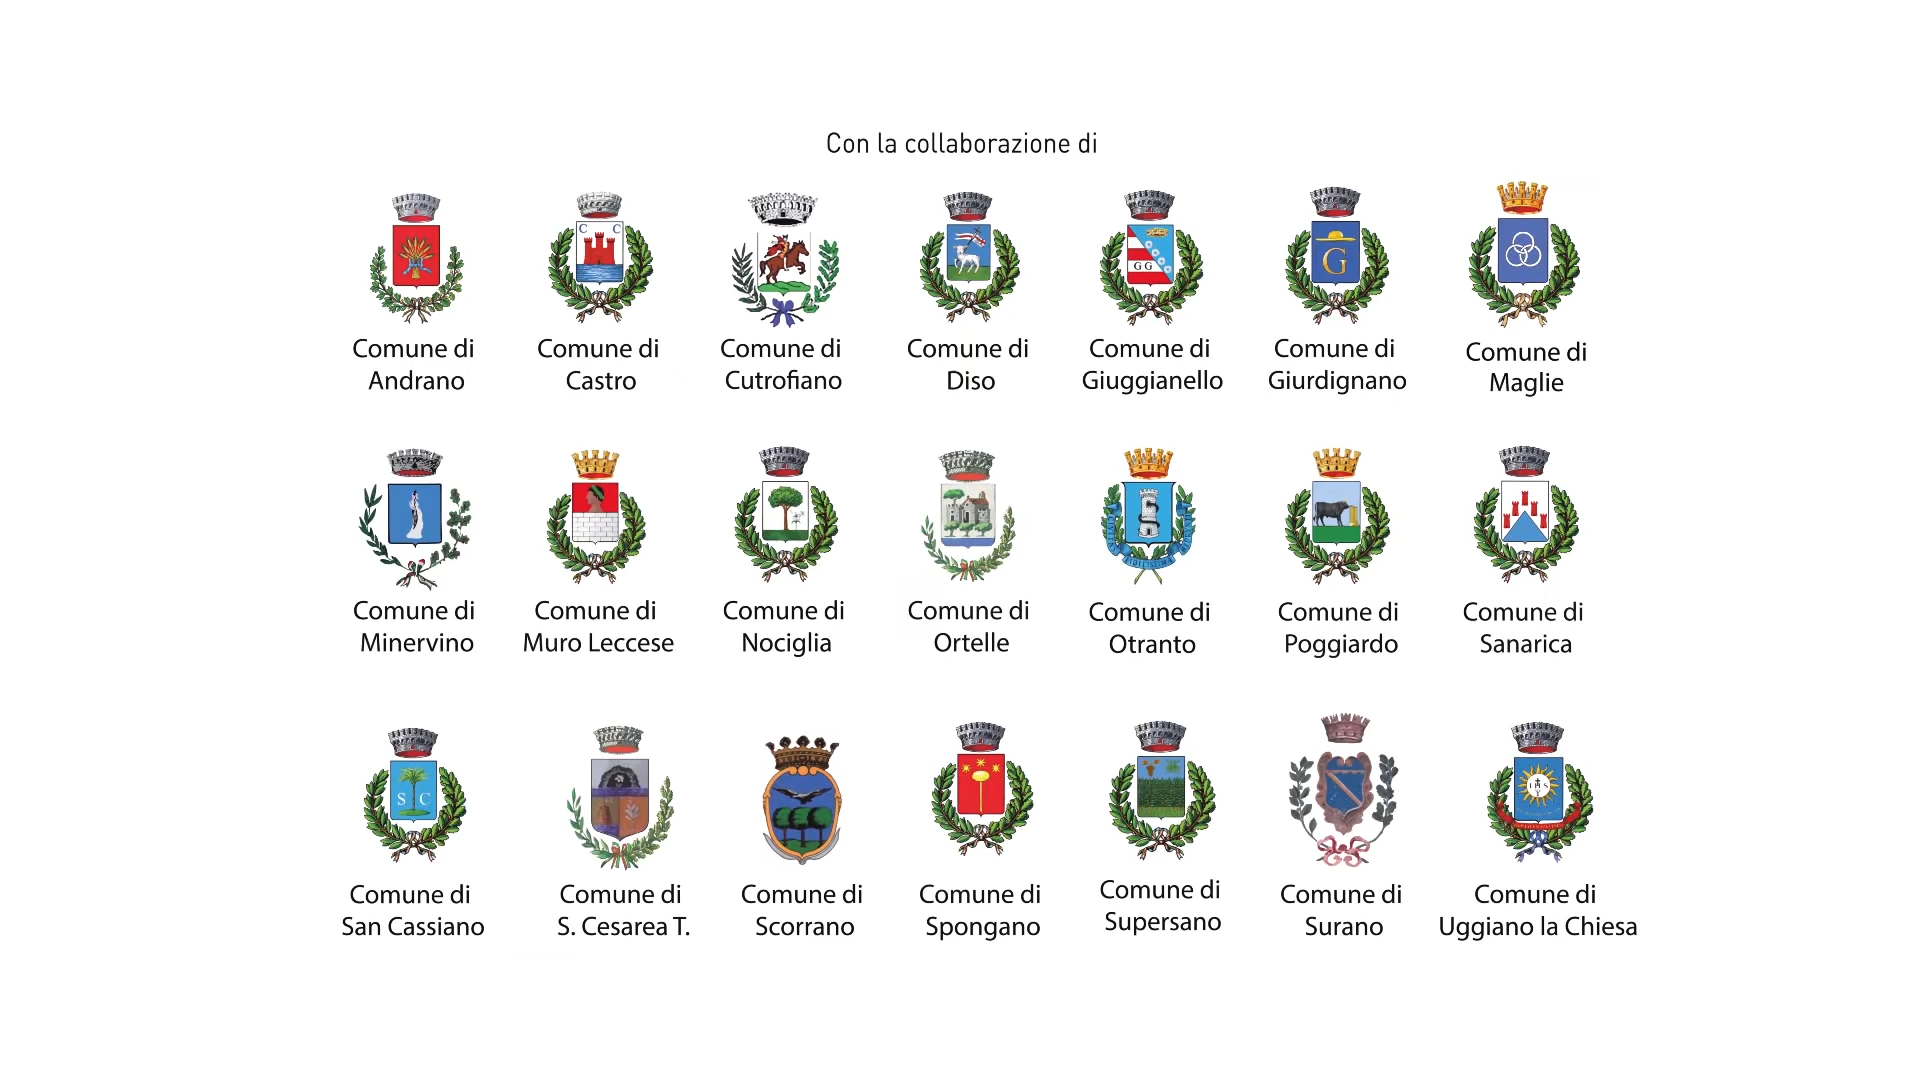 Con la collaborazione di
C C
GG
G
Comune di
Andrano
Comune di
Castro
Comune di
Cutrofiano
Comune di
Diso
Comune di
Giuggianello
Comune di
Giurdignano
Comune di
Maglie
Comune di
Minervino
Comune di
Muro Leccese
Comune di
Nociglia
Comune di
Ortelle
Comune di
Otranto
Comune di
Poggiardo
Comune di
Sanarica
S C
IHS
Comune di
San Cassiano
Comune di
S. Cesarea T.
Comune di
Scorrano
Comune di
Spongano
Comune di
Supersano
Comune di
Surano
Comune di
Uggiano la Chiesa